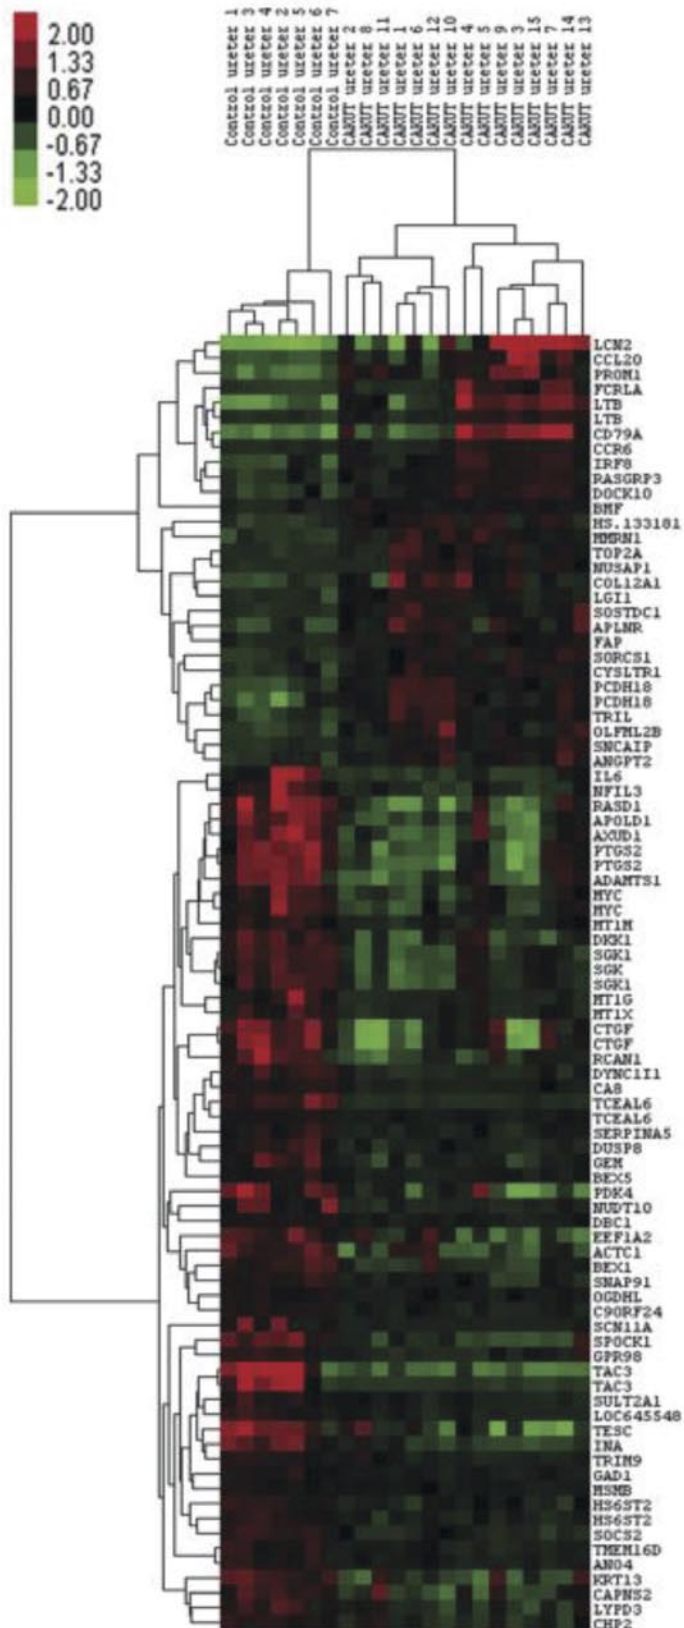 2.00
1.33
0.67
0.00
-0.67
-1.33
-2.00
Control ureter 1
Control ureter 3
Control ureter 4
Control ureter 2
Control ureter 5
Control ureter 6
Control ureter 7
CAKUT ureter 2
CAKUT ureter 8
CAKUT ureter 11
CAKUT ureter 1
CAKUT ureter 6
CAKUT ureter 12
CAKUT ureter 10
CAKUT ureter 4
CAKUT ureter 5
CAKUT ureter 9
CAKUT ureter 3
CAKUT ureter 15
CAKUT ureter 7
CAKUT ureter 14
CAKUT ureter 13
LCN2
CCL20
PROM1
FCRLA
LTB
LTB
CD79A
CCR6
IRF8
RASGRP3
DOCK10
BMF
HS.133181
MMRN1
TOP2A
NUSAP1
COL12A1
LGI1
SOSTDC1
APLNR
FAP
SORCS1
CYSLTR1
PCDH18
PCDH18
TRIL
OLFML2B
SNCAIP
ANGPT2
IL6
NFIL3
RASD1
APOLD1
AXUD1
PTGS2
PTGS2
ADAMTS1
MYC
MYC
MT1M
DKK1
SGK1
SGK
SGK1
MT1G
MT1X
CTGF
CTGF
RCAN1
DYNC1I1
CA8
TCEAL6
TCEAL6
SERPINA5
DUSP8
GEM
BEX5
PDK4
NUDT10
DBC1
EEF1A2
ACTC1
BEX1
SNAP91
OGDHL
C9ORF24
SCN11A
SPOCK1
GPR98
TAC3
TAC3
SULT2A1
LOC645548
TESC
INA
TRIM9
GAD1
MSMB
HS6ST2
HS6ST2
SOCS2
TMEM16D
ANO4
KRT13
CAPNS2
LYPD3
CHP2